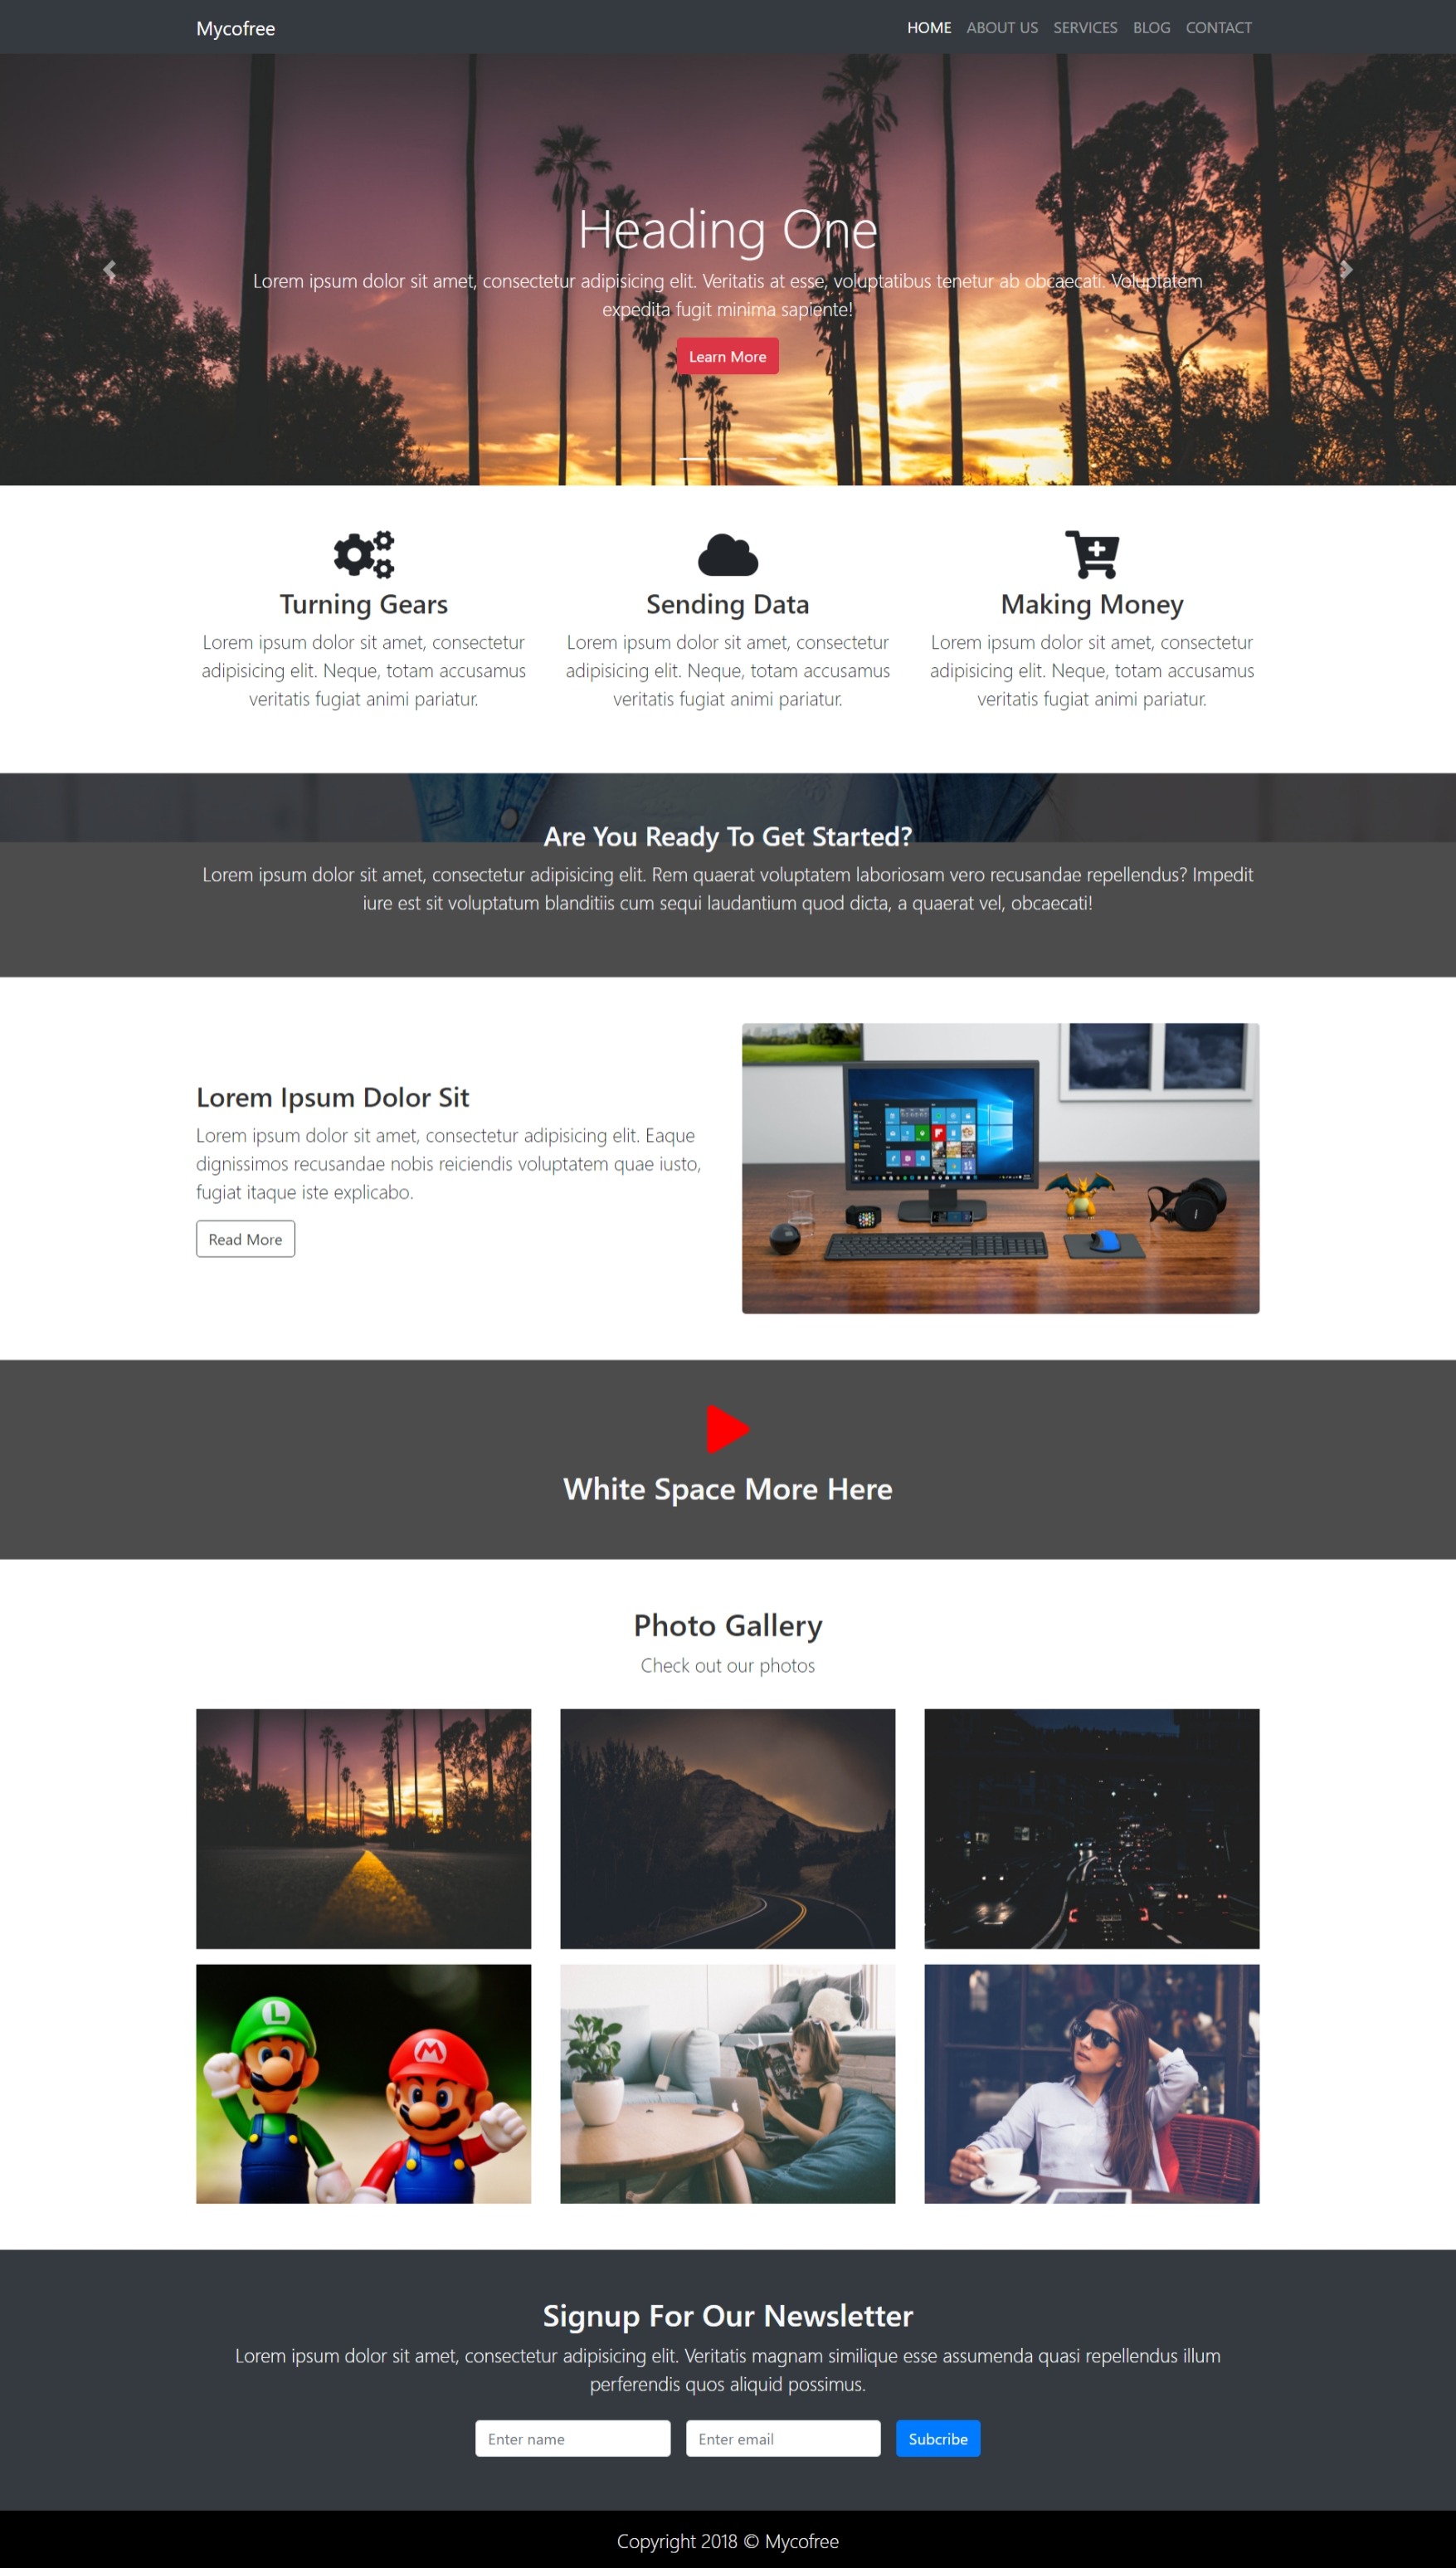 Mycofree
HOME ABOUT US SERVICES BLOG CONTACT
Heading One
Lorem ipsum dolor sit amet, consectetur adipisicing elit. Veritatis at esse, voluptatibus tenetur ab obcaecati. Voluptatem
expedita fugit minima sapiente!
Learn More
Turning Gears
Lorem ipsum dolor sit amet, consectetur
adipisicing elit. Neque, totam accusamus
veritatis fugiat animi pariatur.
Sending Data
Lorem ipsum dolor sit amet, consectetur
adipisicing elit. Neque, totam accusamus
veritatis fugiat animi pariatur.
Making Money
Lorem ipsum dolor sit amet, consectetur
adipisicing elit. Neque, totam accusamus
veritatis fugiat animi pariatur.
Are You Ready To Get Started?
Lorem ipsum dolor sit amet, consectetur adipisicing elit. Rem quaerat voluptatem laboriosam vero recusandae repellendus? Impedit
iure est sit voluptatum blanditiis cum sequi laudantium quod dicta, a quaerat vel, obcaecati!
Lorem Ipsum Dolor Sit
Lorem ipsum dolor sit amet, consectetur adipisicing elit. Eaque
dignissimos recusandae nobis reiciendis voluptatem quae iusto,
fugiat itaque iste explicabo.
Read More
White Space More Here
Photo Gallery
Check out our photos
L
M
Signup For Our Newsletter
Lorem ipsum dolor sit amet, consectetur adipisicing elit. Veritatis magnam similique esse assumenda quasi repellendus illum
perferendis quos aliquid possimus.
Enter name
Enter email
Subcribe
Copyright 2018 © Mycofree